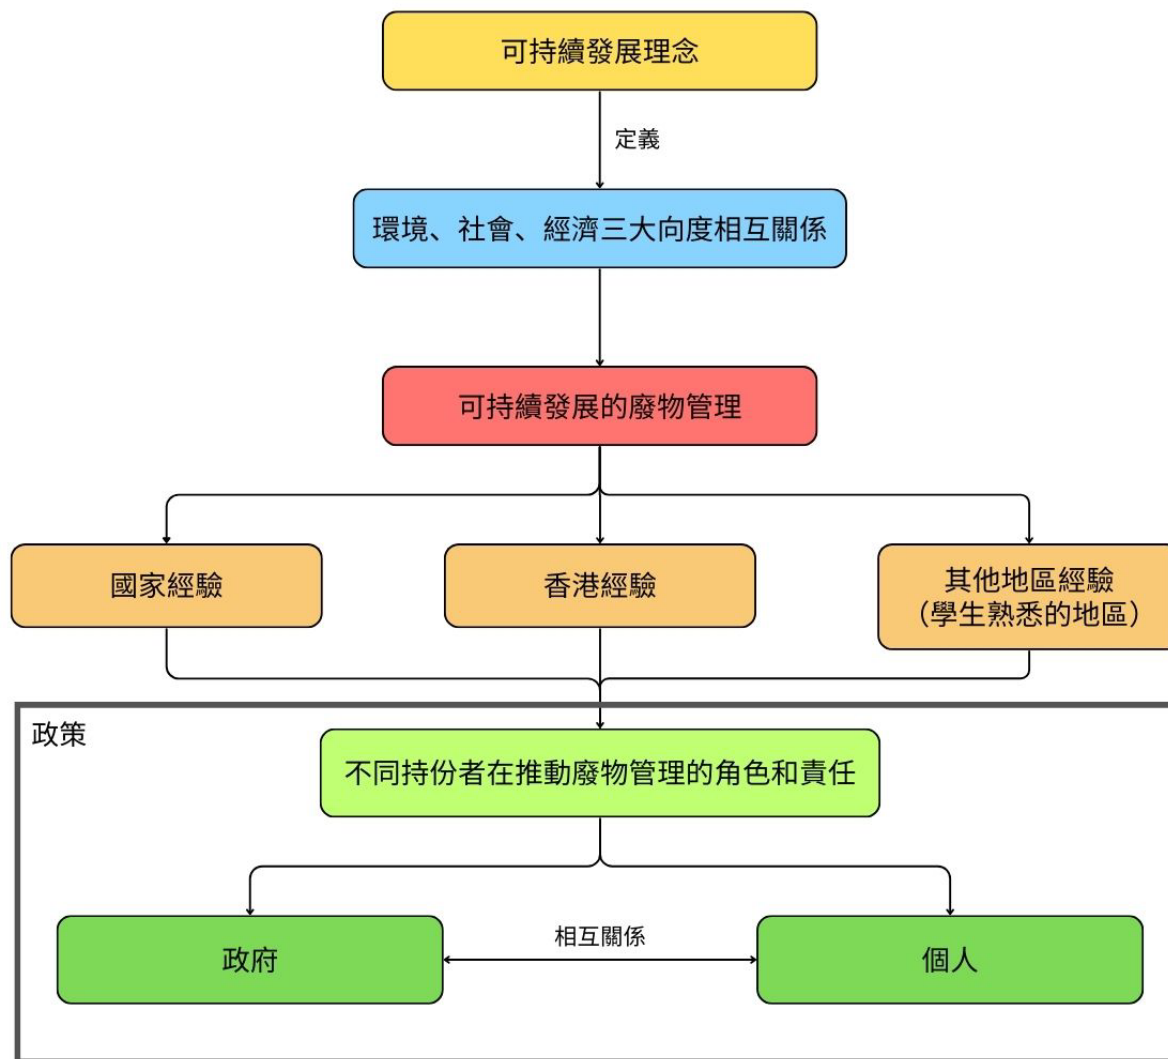 可持續發展理念
定義
環境、社會、經濟三大向度相互關係
可持續發展的廢物管理
國家經驗
香港經驗
其他地區經驗
（學生熟悉的地區）
政策
不同持份者在推動廢物管理的角色和責任
政府
相互關係
個人